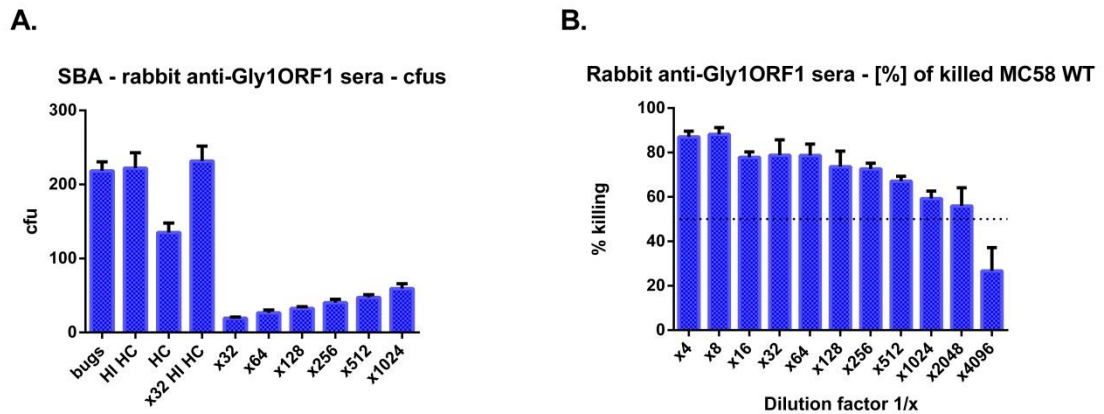 A.
SBA - rabbit anti-Gly1ORF1 sera - cfus
300
200
100
0
cfu
bugs
HI HC
HC
x32 HI HC
x32
x64
x128
x256
x512
x1024
B.
Rabbit anti-Gly1ORF1 sera - [%] of killed MC58 WT
100
80
60
40
20
0
% killing
x4
x8
x16
x32
x64
x128
x256
x512
x1024
x2048
x4096
Dilution factor 1/x